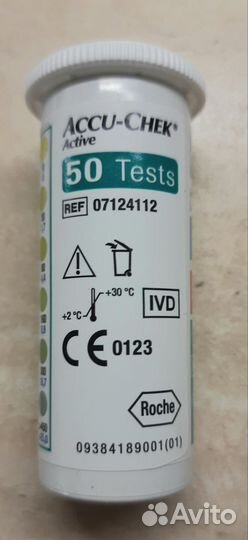 ACCU-CHEK®
Active
50 Tests
REF 07124112
+30 °C
+2 °C
IVD
CE 0123
Roche
09384189001(01)
Avito